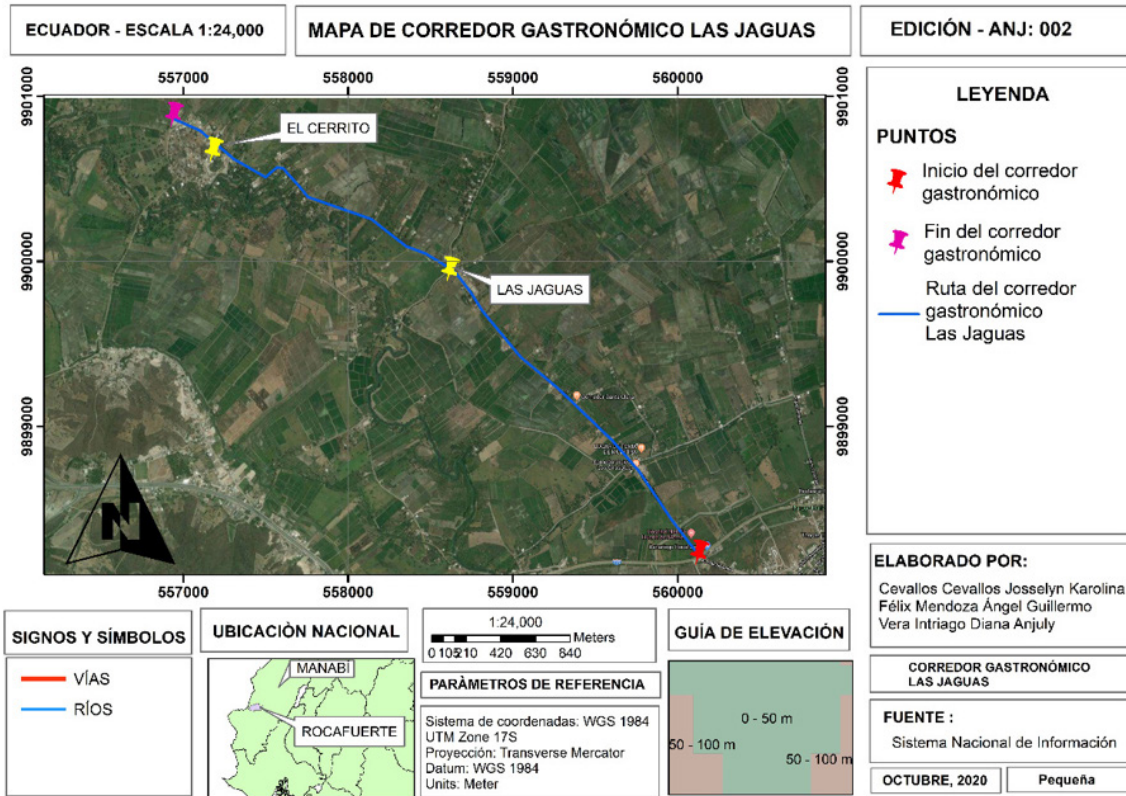 ECUADOR - ESCALA 1:24,000
MAPA DE CORREDOR GASTRONÓMICO LAS JAGUAS
EDICIÓN - ANJ: 002
557000
558000
559000
560000
9901000
9901000
EL CERRITO
9900000
9900000
LAS JAGUAS
9899000
9899000
N
557000
558000
559000
560000
LEYENDA
PUNTOS
Inicio del corredor
gastronómico
Fin del corredor
gastronómico
Ruta del corredor
gastronómico
Las Jaguas
ELABORADO POR:
Cevallos Cevallos Josselyn Karolina
Félix Mendoza Ángel Guillermo
Vera Intriago Diana Anjuly
CORREDOR GASTRONÓMICO
LAS JAGUAS
FUENTE :
Sistema Nacional de Información
OCTUBRE, 2020
Pequeña
SIGNOS Y SÍMBOLOS
VÍAS
RÍOS
UBICACIÒN NACIONAL
MANABÍ
ROCAFUERTE
1:24,000
Meters
0 105 210 420 630 840
PARÀMETROS DE REFERENCIA
Sistema de coordenadas: WGS 1984
UTM Zone 17S
Proyección: Transverse Mercator
Datum: WGS 1984
Units: Meter
GUÍA DE ELEVACIÓN
0 - 50 m
50 - 100 m
50 - 100 m